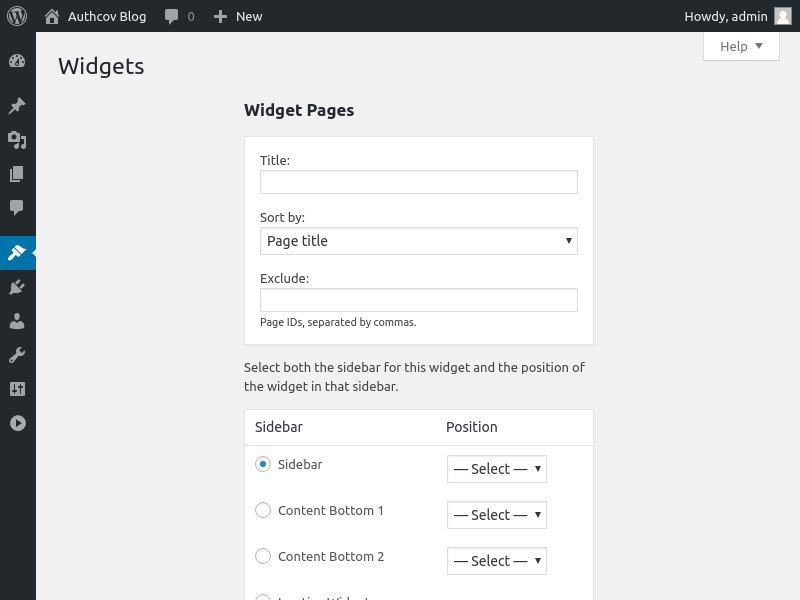 Authcov Blog 0 New Howdy, admin
Help
Widgets
Widget Pages
Title:
Sort by:
Page title
Exclude:
Page IDs, separated by commas.
Select both the sidebar for this widget and the position of
the widget in that sidebar.
Sidebar Position
Sidebar — Select —
Content Bottom 1 — Select —
Content Bottom 2 — Select —